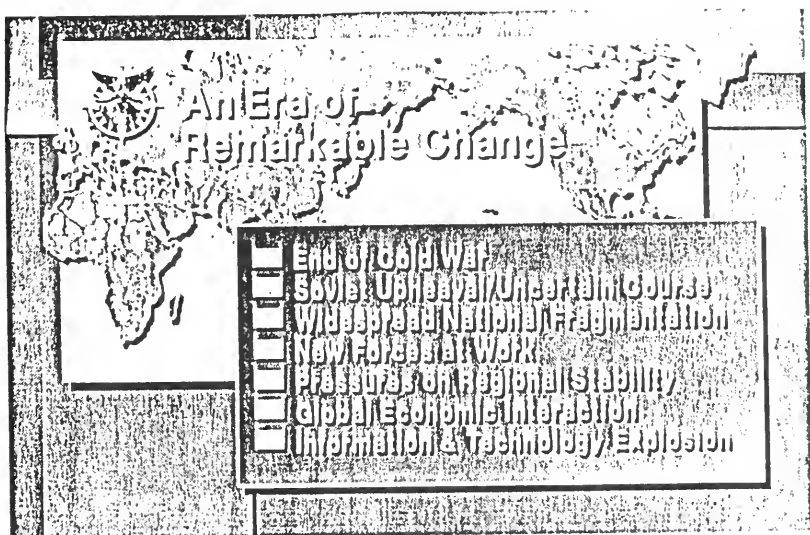 An Era of
Remarkable Change
End of Cold War
Soviet Upheaval/Uncertain Course
Widespread National Fragmentation
New Forces at Work
Pressures on Regional Stability
Global Economic Interaction
Information & Technology Explosion